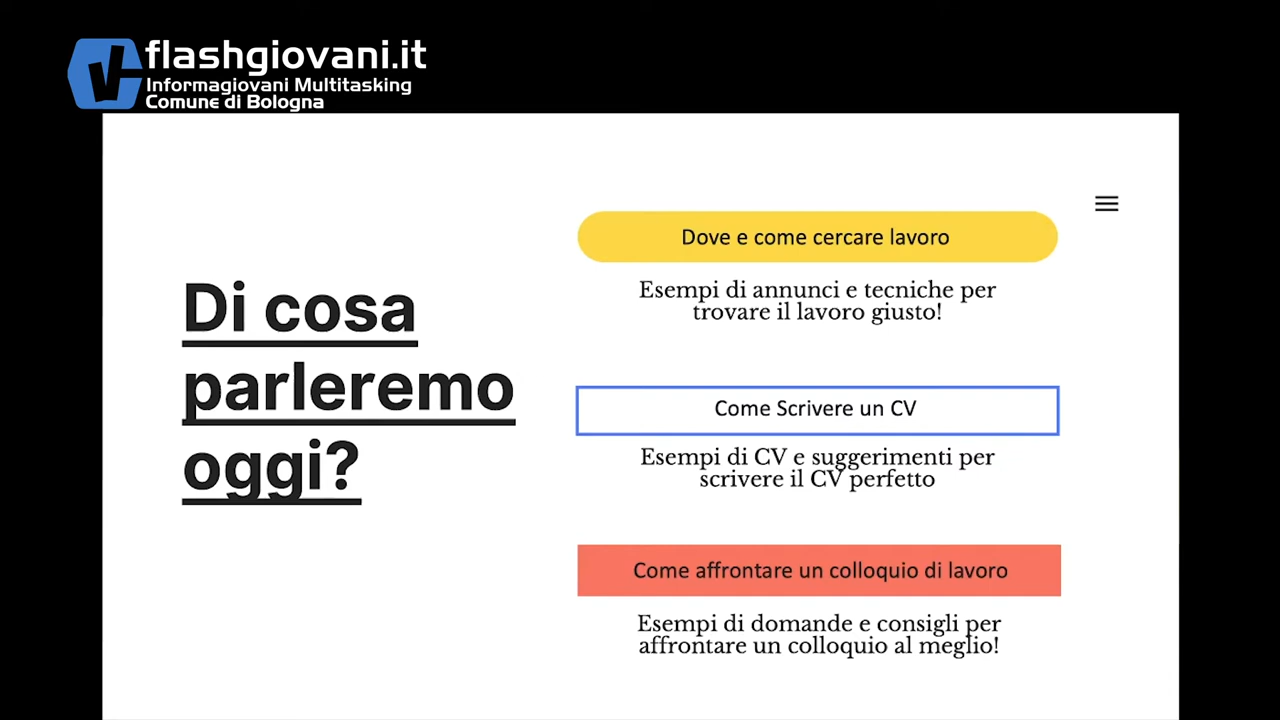 flashgiovani.it
Informagiovani Multitasking
Comune di Bologna
Di cosa
parleremo
oggi?
Dove e come cercare lavoro
Esempi di annunci e tecniche per
trovare il lavoro giusto!
Come Scrivere un CV
Esempi di CV e suggerimenti per
scrivere il CV perfetto
Come affrontare un colloquio di lavoro
Esempi di domande e consigli per
affrontare un colloquio al meglio!